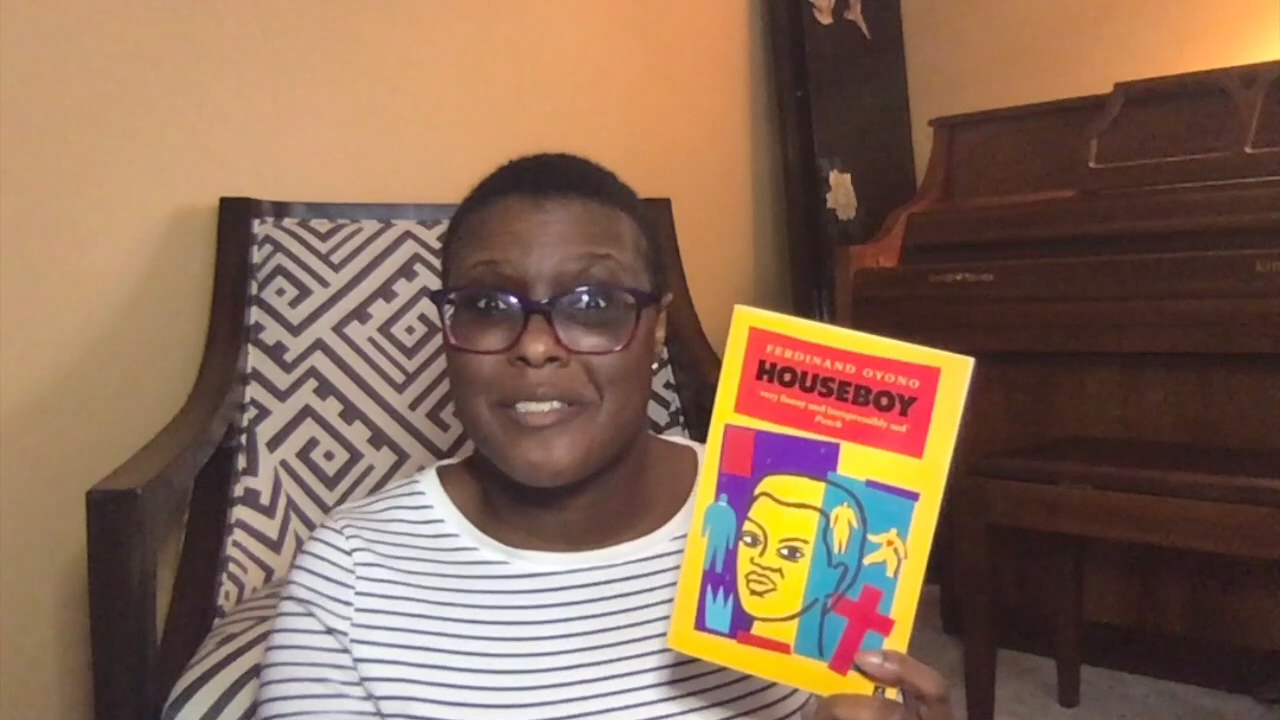 FERDINAND OYONO
HOUSEBOY
'very funny and inexpressibly sad'
Punch